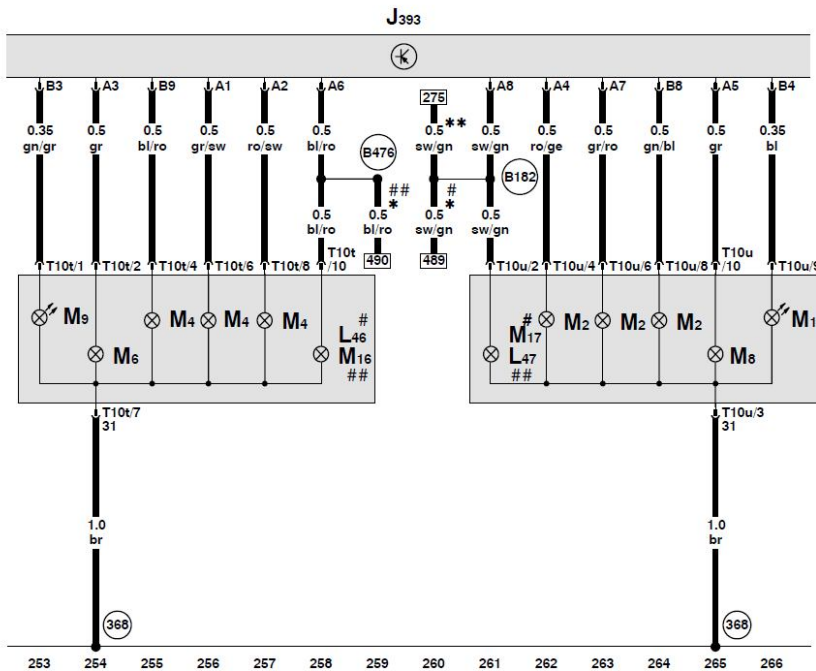 J393
B3 A3 B9 A1 A2 A6 A8 A4 A7 B8 A5 B4
275
0.35 0.5 0.5 0.5 0.5 0.5 0.5 ** 0.5 0.5 0.5 0.5 0.5 0.35
gn/gr gr bl/ro gr/sw ro/sw bl/ro sw/gn sw/gn ro/ge gr/ro gn/bl gr bl
B476
B182
## #
* *
0.5 0.5 0.5 0.5
bl/ro bl/ro sw/gn sw/gn
490 489
T10t/1 T10t/2 T10t/4 T10t/6 T10t/8 T10t/10 T10u/2 T10u/4 T10u/6 T10u/8 T10u/10 T10u/9
M9 M4 M4 M4 # # M2 M2 M2 M1
M6 L46 M17 M8
M16 L47
## ##
T10t/7 T10u/3
31 31
1.0 1.0
br br
368 368
253 254 255 256 257 258 259 260 261 262 263 264 265 266